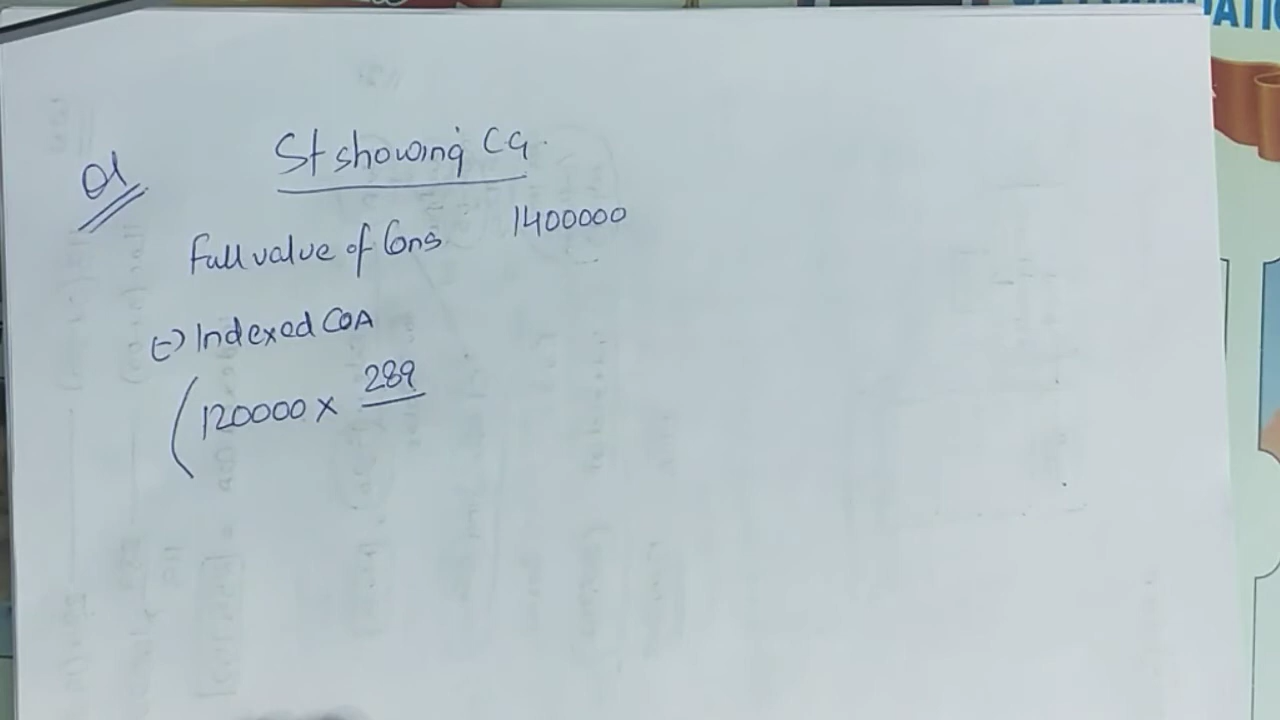 Q1
St showing CG.
Full value of Cons 1400000
(-) Indexed COA
(120000 × 289